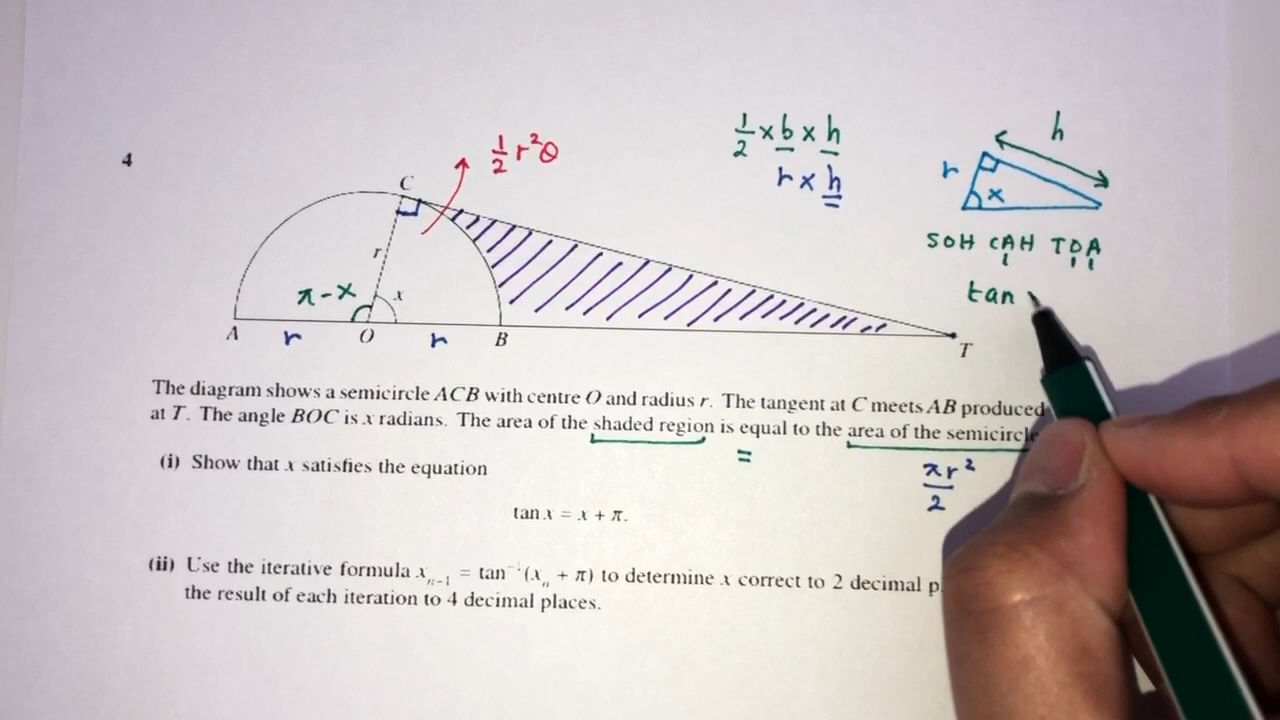 4
½ r²θ
½ × b × h
r × h
h
r
x
SOH CAH TOA
tan
C
r
π-x
x
A
r
O
r
B
T
The diagram shows a semicircle ACB with centre O and radius r. The tangent at C meets AB produced
at T. The angle BOC is x radians. The area of the shaded region is equal to the area of the semicircle
=
πr²/2
(i) Show that x satisfies the equation
tan x = x + π.
(ii) Use the iterative formula xₙ₋₁ = tan⁻¹(xₙ + π) to determine x correct to 2 decimal p
the result of each iteration to 4 decimal places.